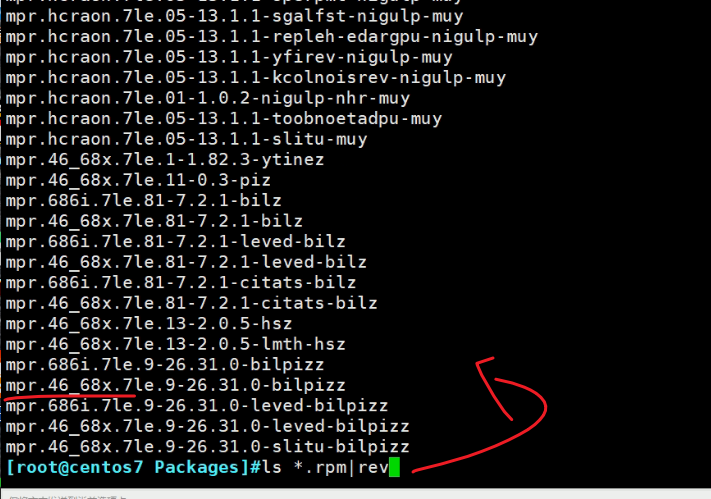 mpr.hcraon.7le.05-13.1.1-sgalfst-nigulp-muy
mpr.hcraon.7le.05-13.1.1-repleh-edargpu-nigulp-muy
mpr.hcraon.7le.05-13.1.1-yfirev-nigulp-muy
mpr.hcraon.7le.05-13.1.1-kcolnoisrev-nigulp-muy
mpr.hcraon.7le.01-1.0.2-nigulp-nhr-muy
mpr.hcraon.7le.05-13.1.1-toobnoetadpu-muy
mpr.hcraon.7le.05-13.1.1-slitu-muy
mpr.46_68x.7le.1-1.82.3-ytinez
mpr.46_68x.7le.11-0.3-piz
mpr.686i.7le.81-7.2.1-bilz
mpr.46_68x.7le.81-7.2.1-bilz
mpr.686i.7le.81-7.2.1-leved-bilz
mpr.46_68x.7le.81-7.2.1-leved-bilz
mpr.686i.7le.81-7.2.1-citats-bilz
mpr.46_68x.7le.81-7.2.1-citats-bilz
mpr.46_68x.7le.13-2.0.5-hsz
mpr.46_68x.7le.13-2.0.5-lmth-hsz
mpr.686i.7le.9-26.31.0-bilpizz
mpr.46_68x.7le.9-26.31.0-bilpizz
mpr.686i.7le.9-26.31.0-leved-bilpizz
mpr.46_68x.7le.9-26.31.0-leved-bilpizz
mpr.46_68x.7le.9-26.31.0-slitu-bilpizz
[root@centos7 Packages]#ls *.rpm|rev